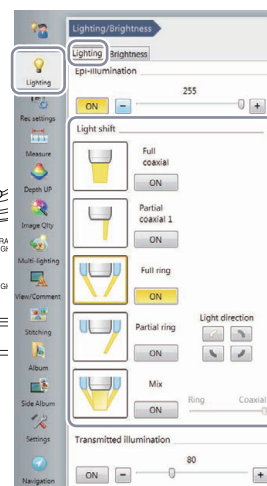 Lighting/Brightness
Lighting Brightness
Epi-illumination
255
ON - +
Light shift
Full
coaxial
ON
Partial
coaxial 1
ON
Full ring
ON
Partial ring
Light direction
ON
Mix
Ring Coaxial
ON
Transmitted illumination
80
ON - +
Lighting
Rec settings
Measure
Depth UP
Image Qlty
Multi-lighting
View/Comment
Stitching
Album
Side Album
Settings
Navigation